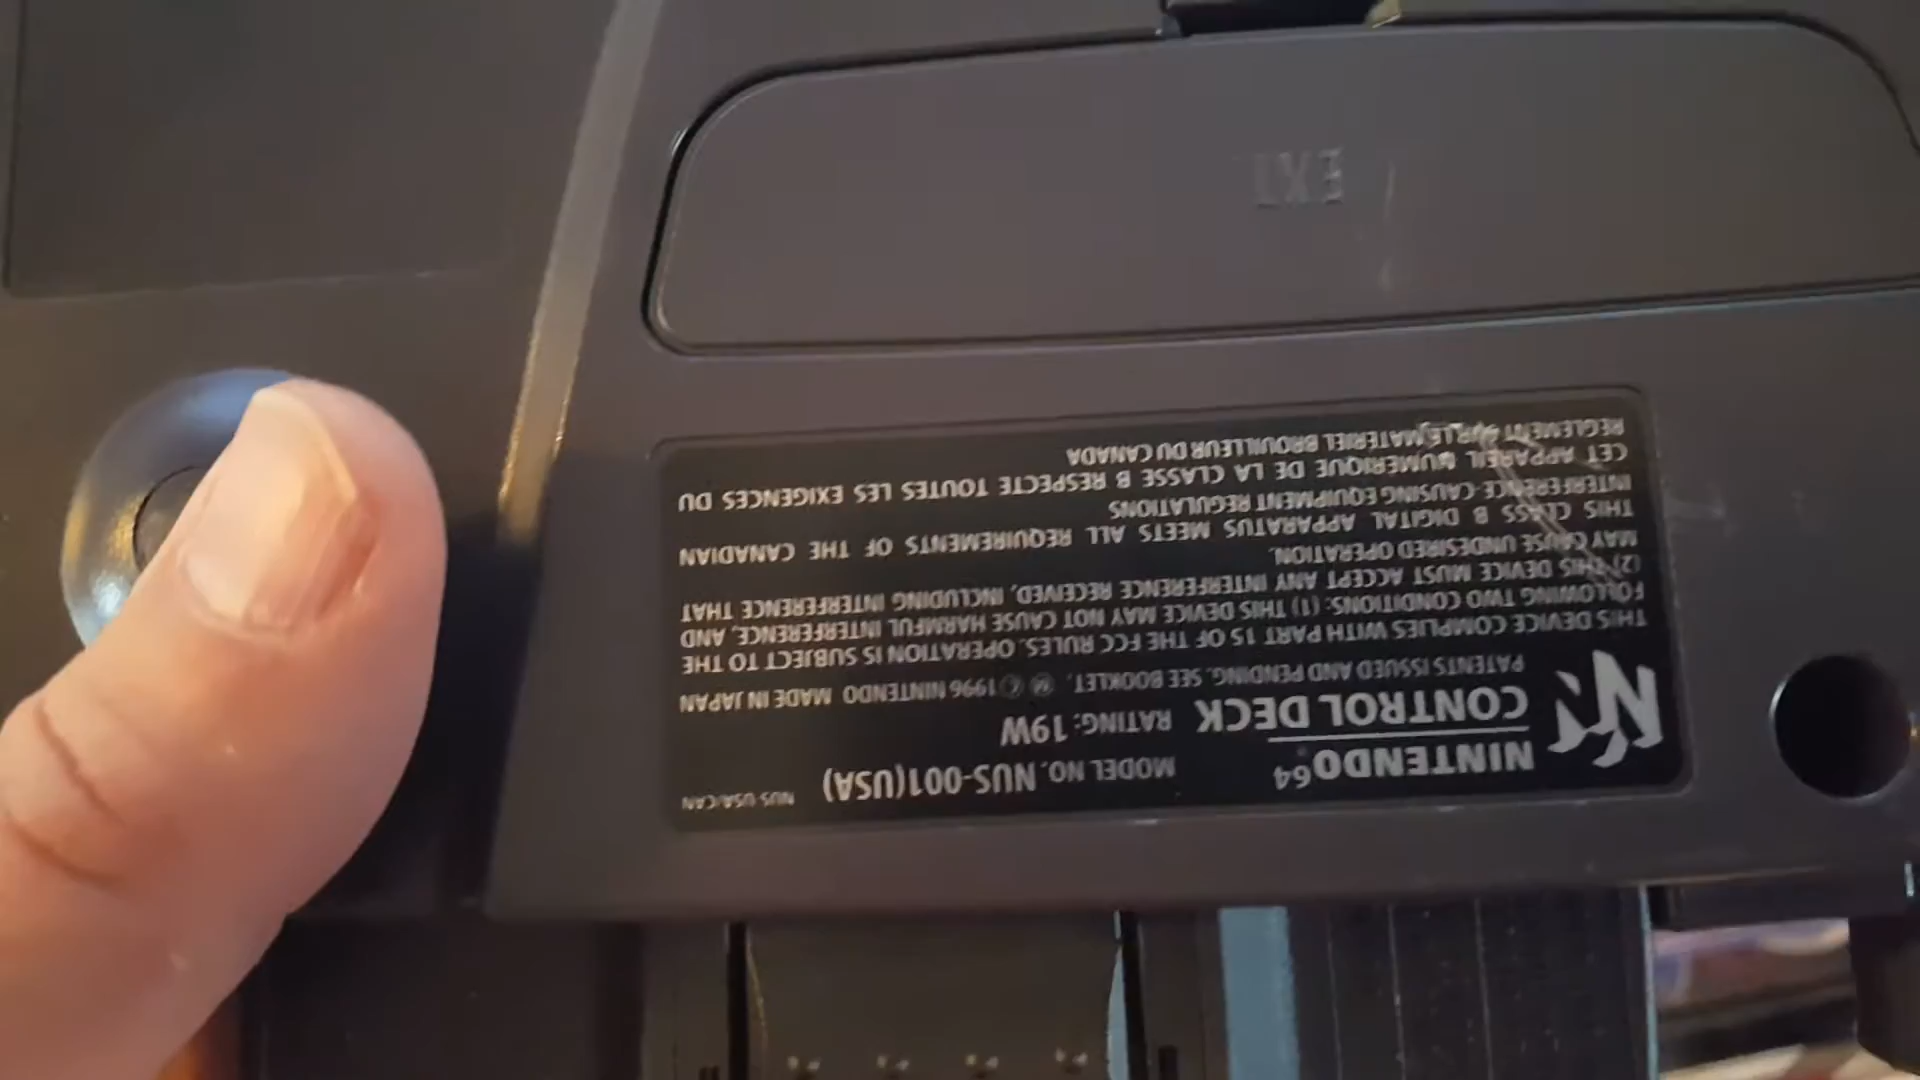 NINTENDO64
CONTROL DECK
MODEL NO. NUS-001(USA)
NUS-USA/CAN
RATING: 19W
PATENTS ISSUED AND PENDING. SEE BOOKLET. Ⓜ © 1996 NINTENDO MADE IN JAPAN
THIS DEVICE COMPLIES WITH PART 15 OF THE FCC RULES. OPERATION IS SUBJECT TO THE
FOLLOWING TWO CONDITIONS: (1) THIS DEVICE MAY NOT CAUSE HARMFUL INTERFERENCE, AND,
(2) THIS DEVICE MUST ACCEPT ANY INTERFERENCE RECEIVED, INCLUDING INTERFERENCE THAT
MAY CAUSE UNDESIRED OPERATION.
THIS CLASS B DIGITAL APPARATUS MEETS ALL REQUIREMENTS OF THE CANADIAN
INTERFERENCE-CAUSING EQUIPMENT REGULATIONS
CET APPAREIL NUMERIQUE DE LA CLASSE B RESPECTE TOUTES LES EXIGENCES DU
REGLEMENT SUR LE MATERIEL BROUILLEUR DU CANADA
EXT